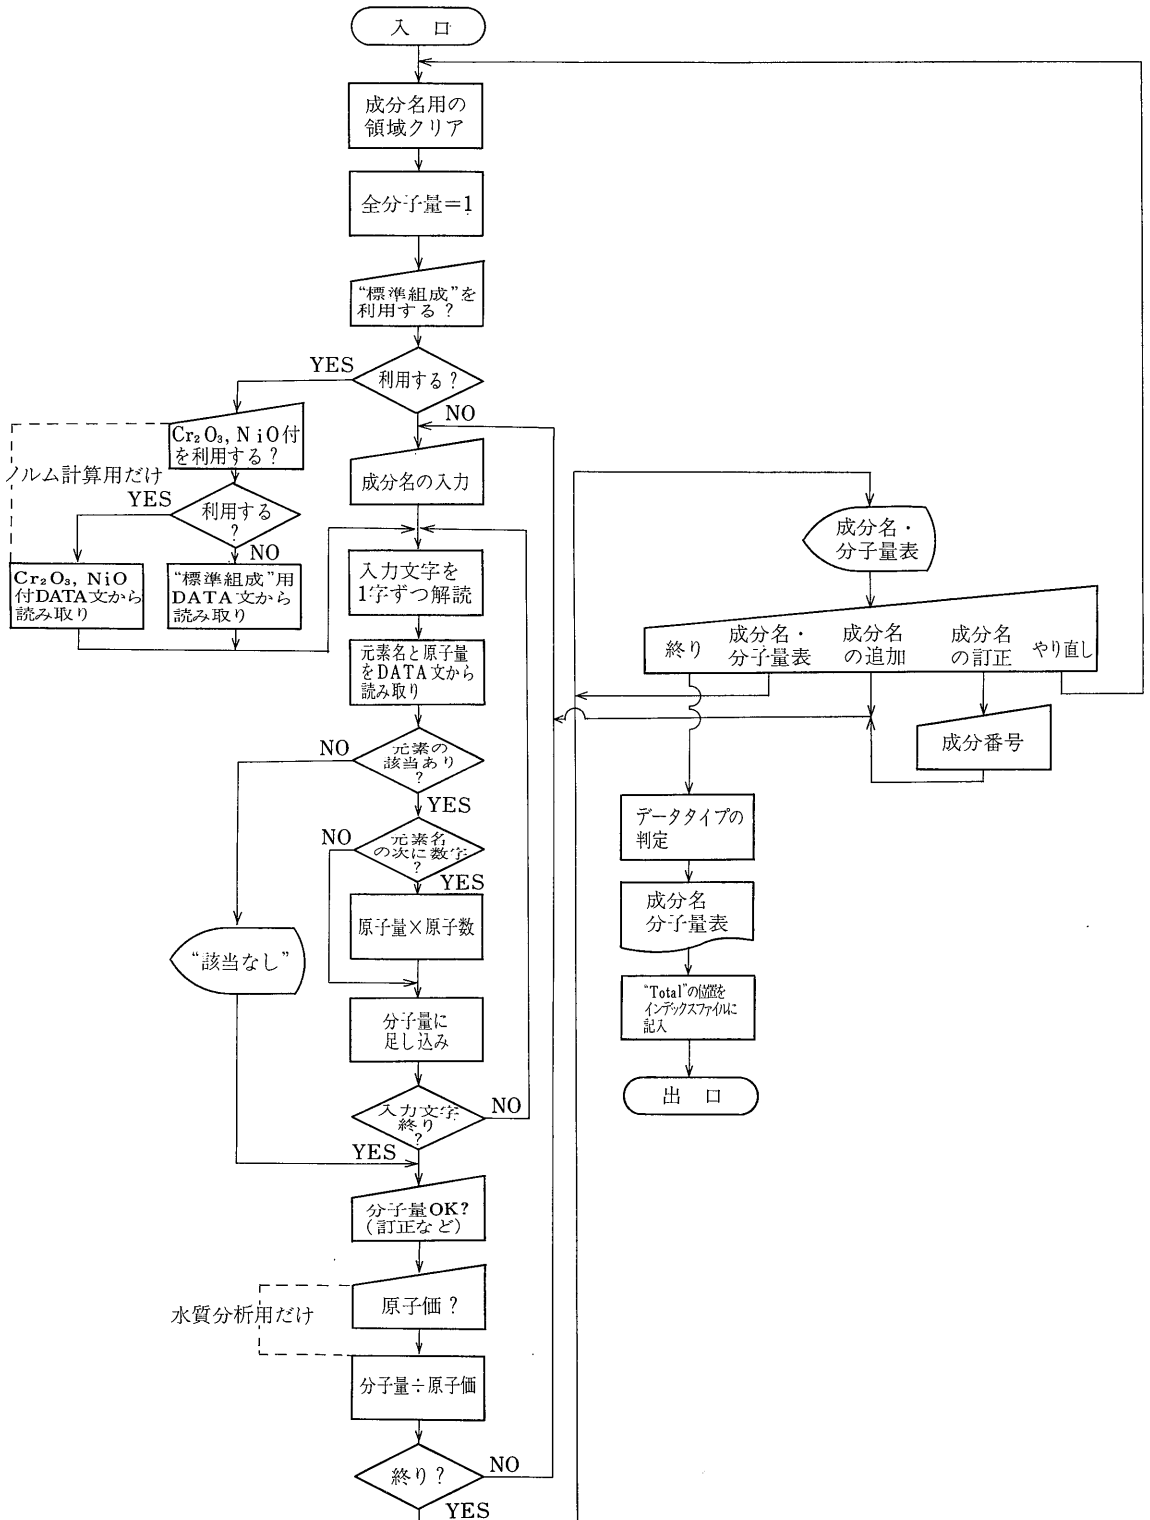 入 口
成分名用の
領域クリア
全分子量＝1
“標準組成”を
利用する？
YES
利用する？
NO
Cr₂O₃, NiO付
を利用する？
ノルム計算用だけ
YES
利用する
？
NO
Cr₂O₃, NiO
付DATA文から
読み取り
“標準組成”用
DATA文から
読み取り
成分名の入力
入力文字を
1字ずつ解読
元素名と原子量
をDATA文から
読み取り
NO
元素の
該当あり
？
YES
NO
元素名
の次に数字
？
YES
原子量×原子数
“該当なし”
分子量に
足し込み
入力文字
終り
？
NO
YES
分子量OK？
（訂正など）
水質分析用だけ
原子価？
分子量÷原子価
終り？
NO
YES
成分名・
分子量表
終り
成分名・
分子量表
成分名
の追加
成分名
の訂正
やり直し
成分番号
データタイプの
判定
成分名
分子量表
“Total”の位置を
インデックスファイルに
記入
出 口